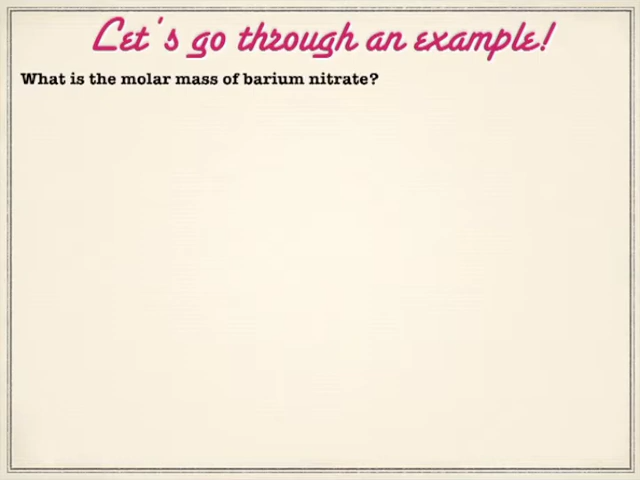 Let's go through an example!
What is the molar mass of barium nitrate?